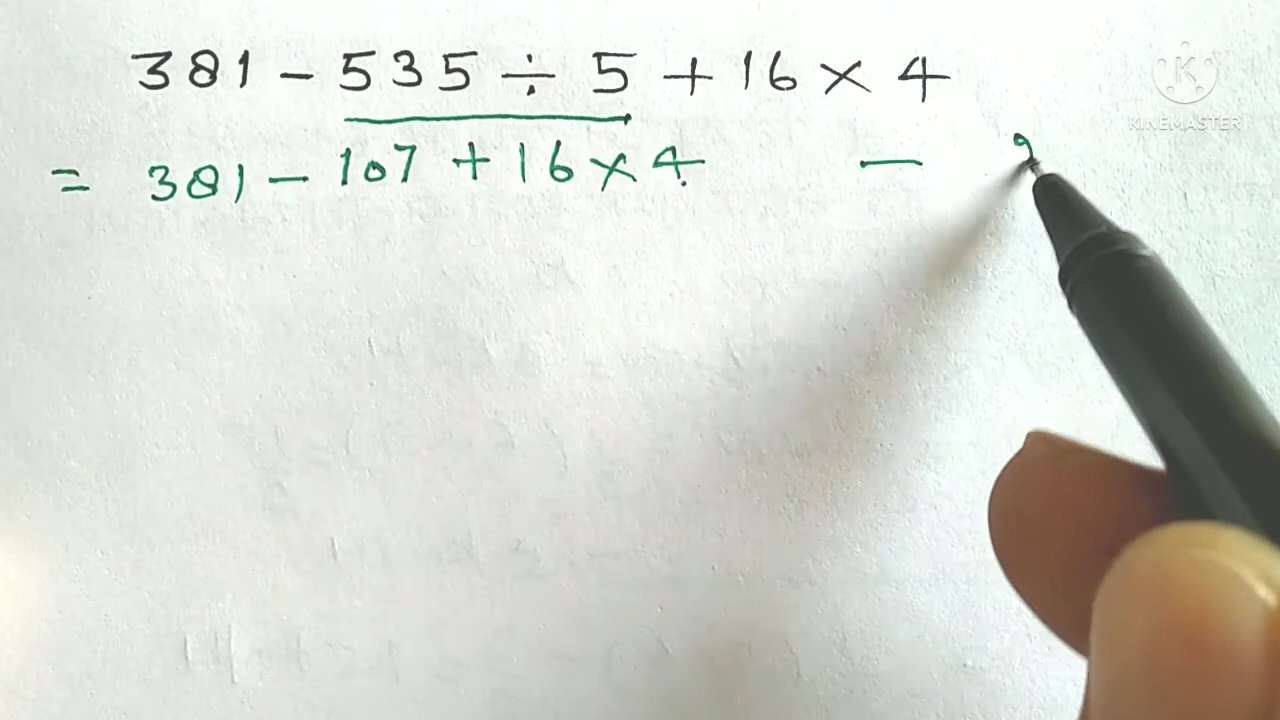 381 - 535 ÷ 5 + 16 × 4
KINEMASTER
= 381 - 107 + 16 × 4 —